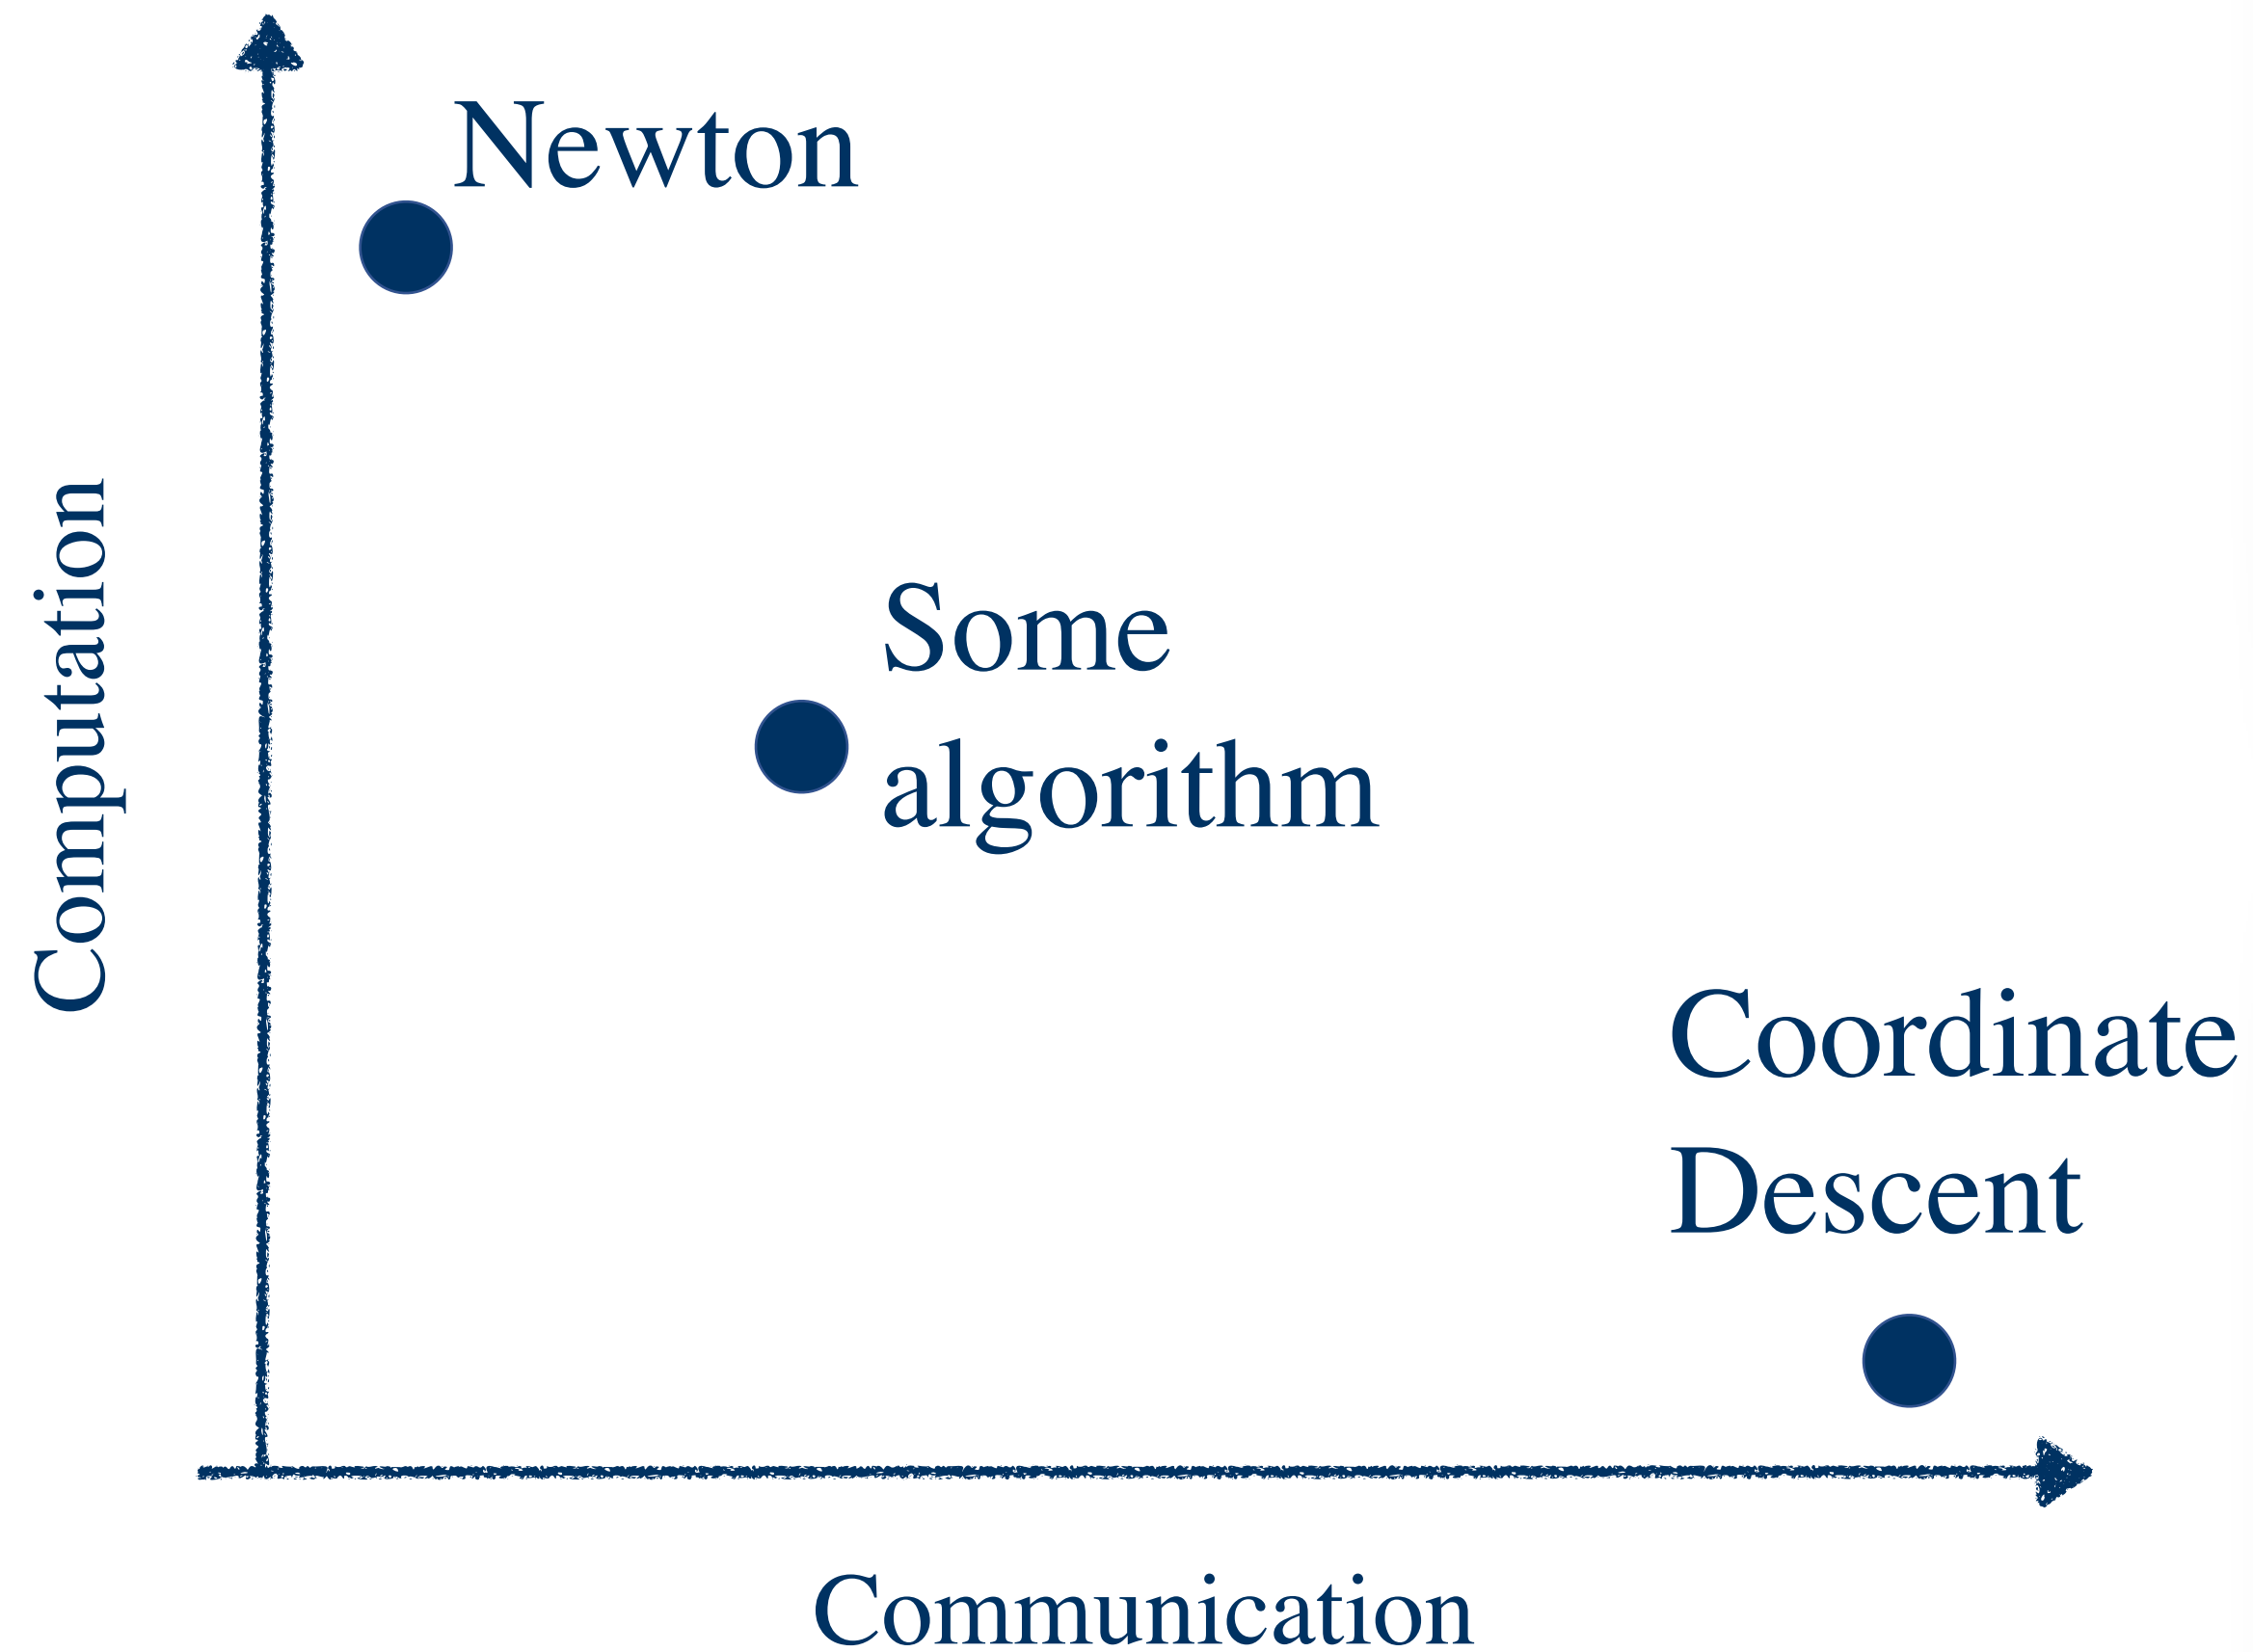 Newton
Computation
Some
algorithm
Coordinate
Descent
Communication